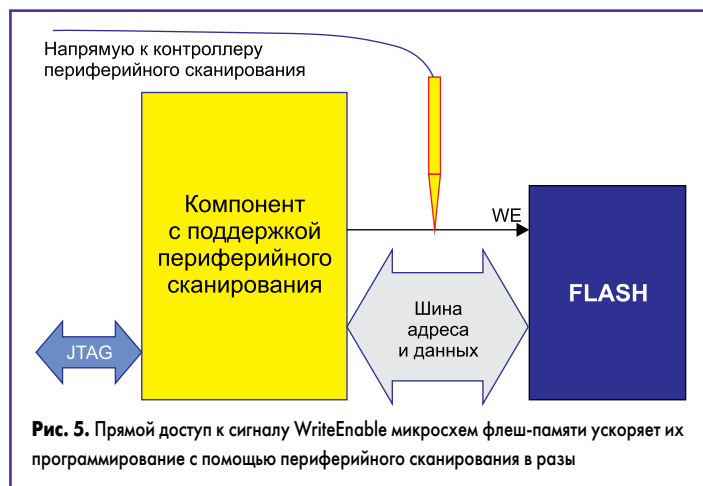 Напрямую к контроллеру
периферийного сканирования
Компонент
с поддержкой
периферийного
сканирования
WE
FLASH
Шина
адреса
и данных
JTAG
Рис. 5. Прямой доступ к сигналу WriteEnable микросхем флеш-памяти ускоряет их
программирование с помощью периферийного сканирования в разы